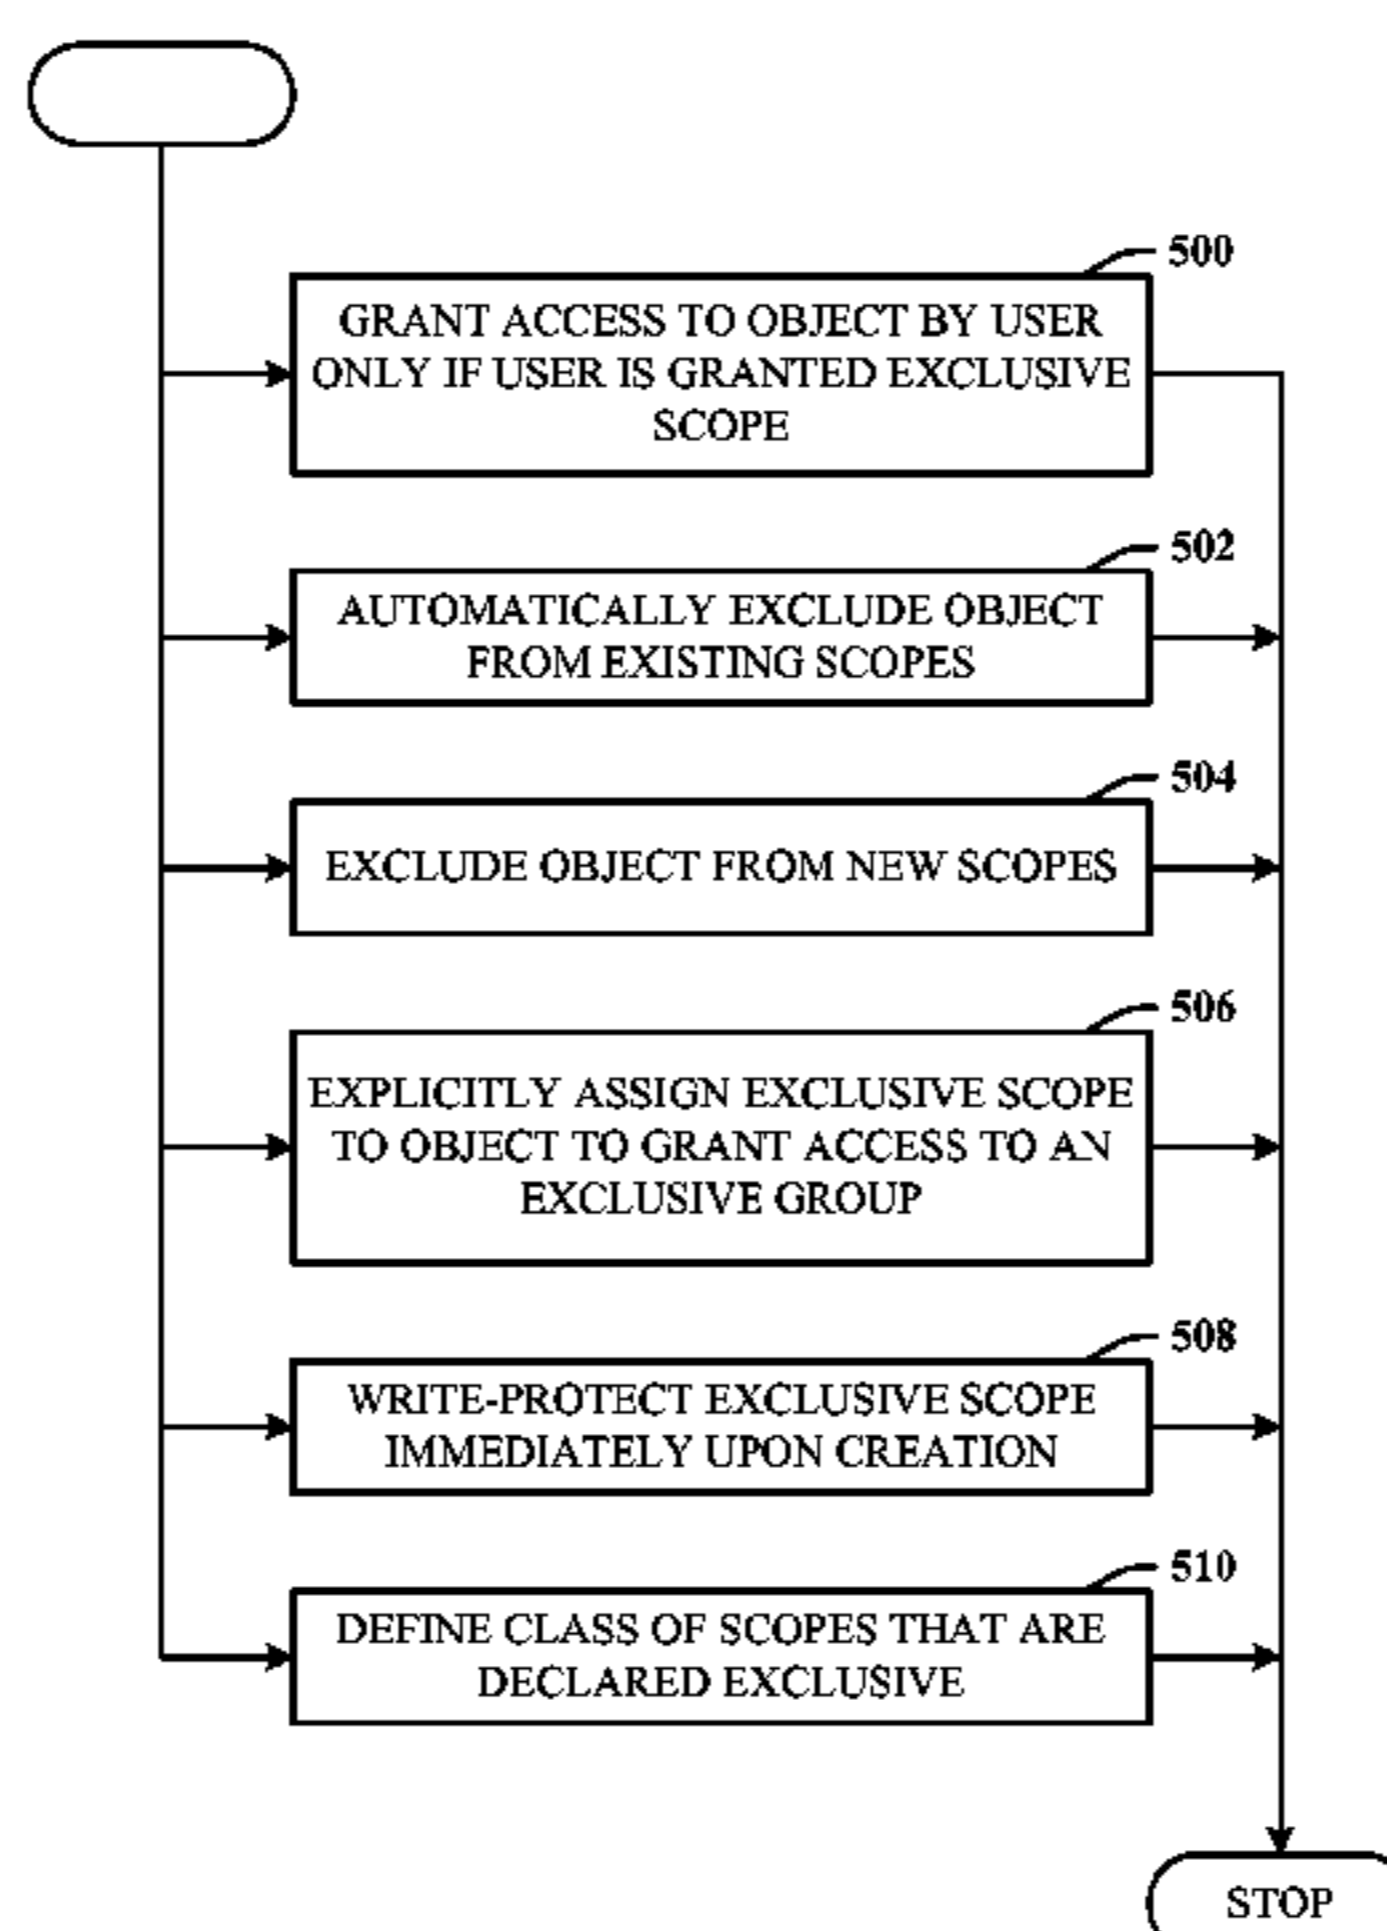 500
GRANT ACCESS TO OBJECT BY USER
ONLY IF USER IS GRANTED EXCLUSIVE
SCOPE
502
AUTOMATICALLY EXCLUDE OBJECT
FROM EXISTING SCOPES
504
EXCLUDE OBJECT FROM NEW SCOPES
506
EXPLICITLY ASSIGN EXCLUSIVE SCOPE
TO OBJECT TO GRANT ACCESS TO AN
EXCLUSIVE GROUP
508
WRITE-PROTECT EXCLUSIVE SCOPE
IMMEDIATELY UPON CREATION
510
DEFINE CLASS OF SCOPES THAT ARE
DECLARED EXCLUSIVE
STOP